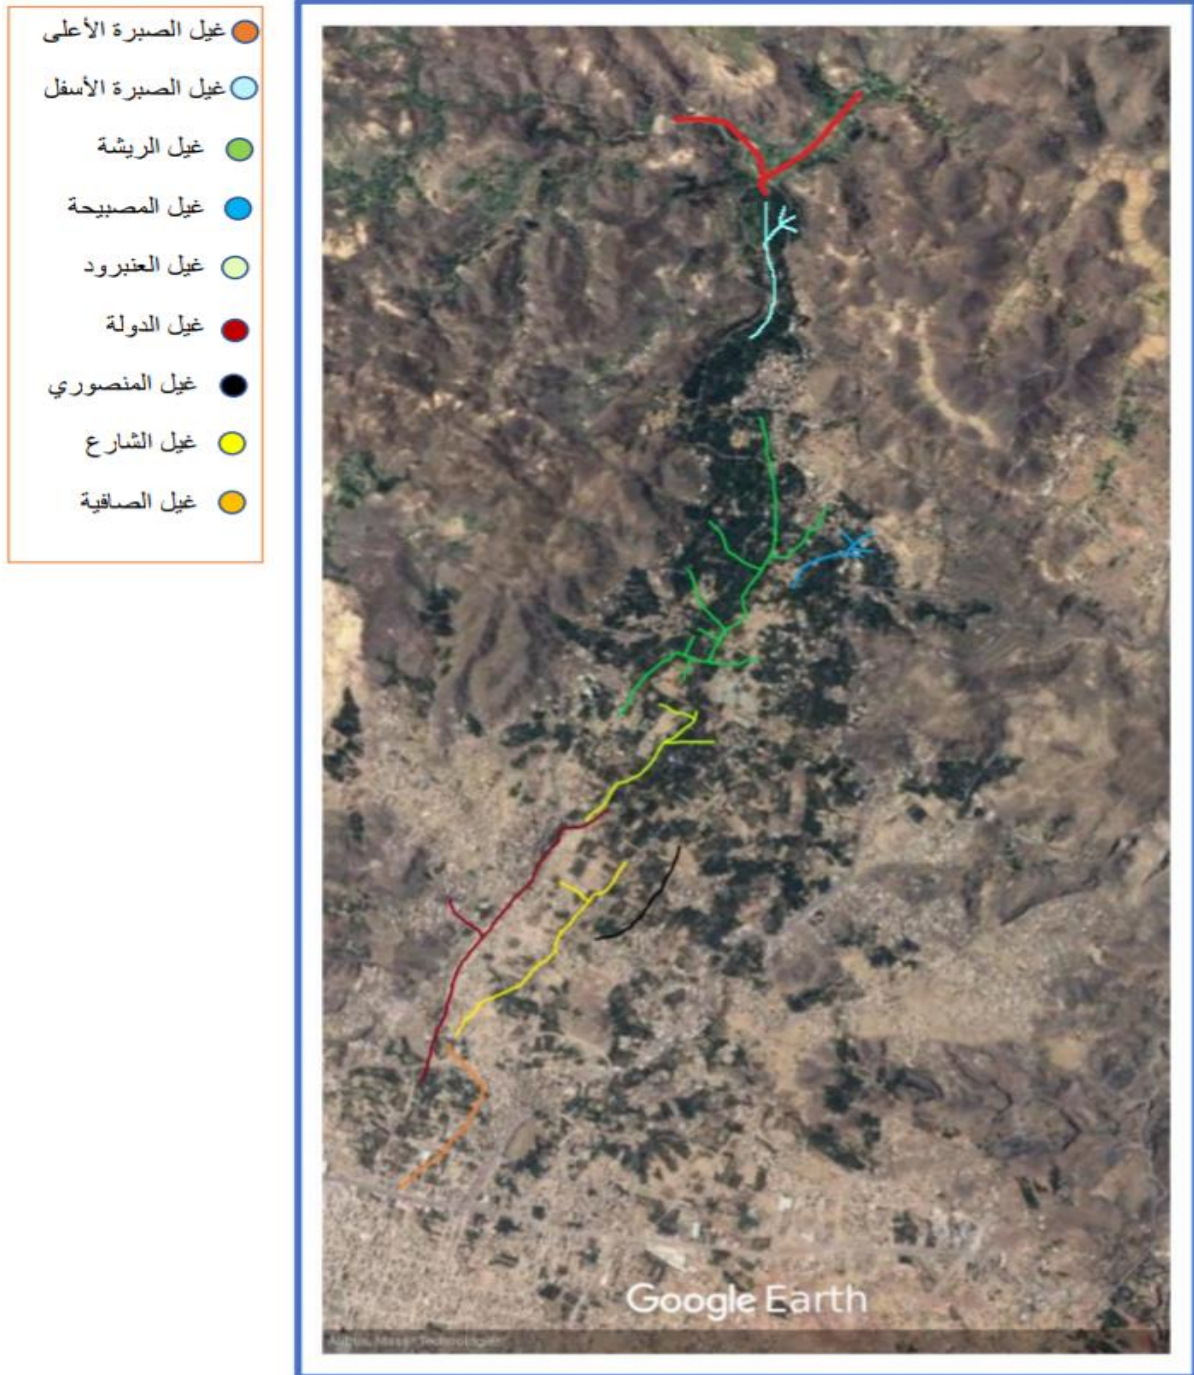 غيل الصبرة الأعلى
غيل الصبرة الأسفل
غيل الريشة
غيل المصبيحة
غيل العنبرود
غيل الدولة
غيل المنصوري
غيل الشارع
غيل الصافية
Google Earth
Technologies